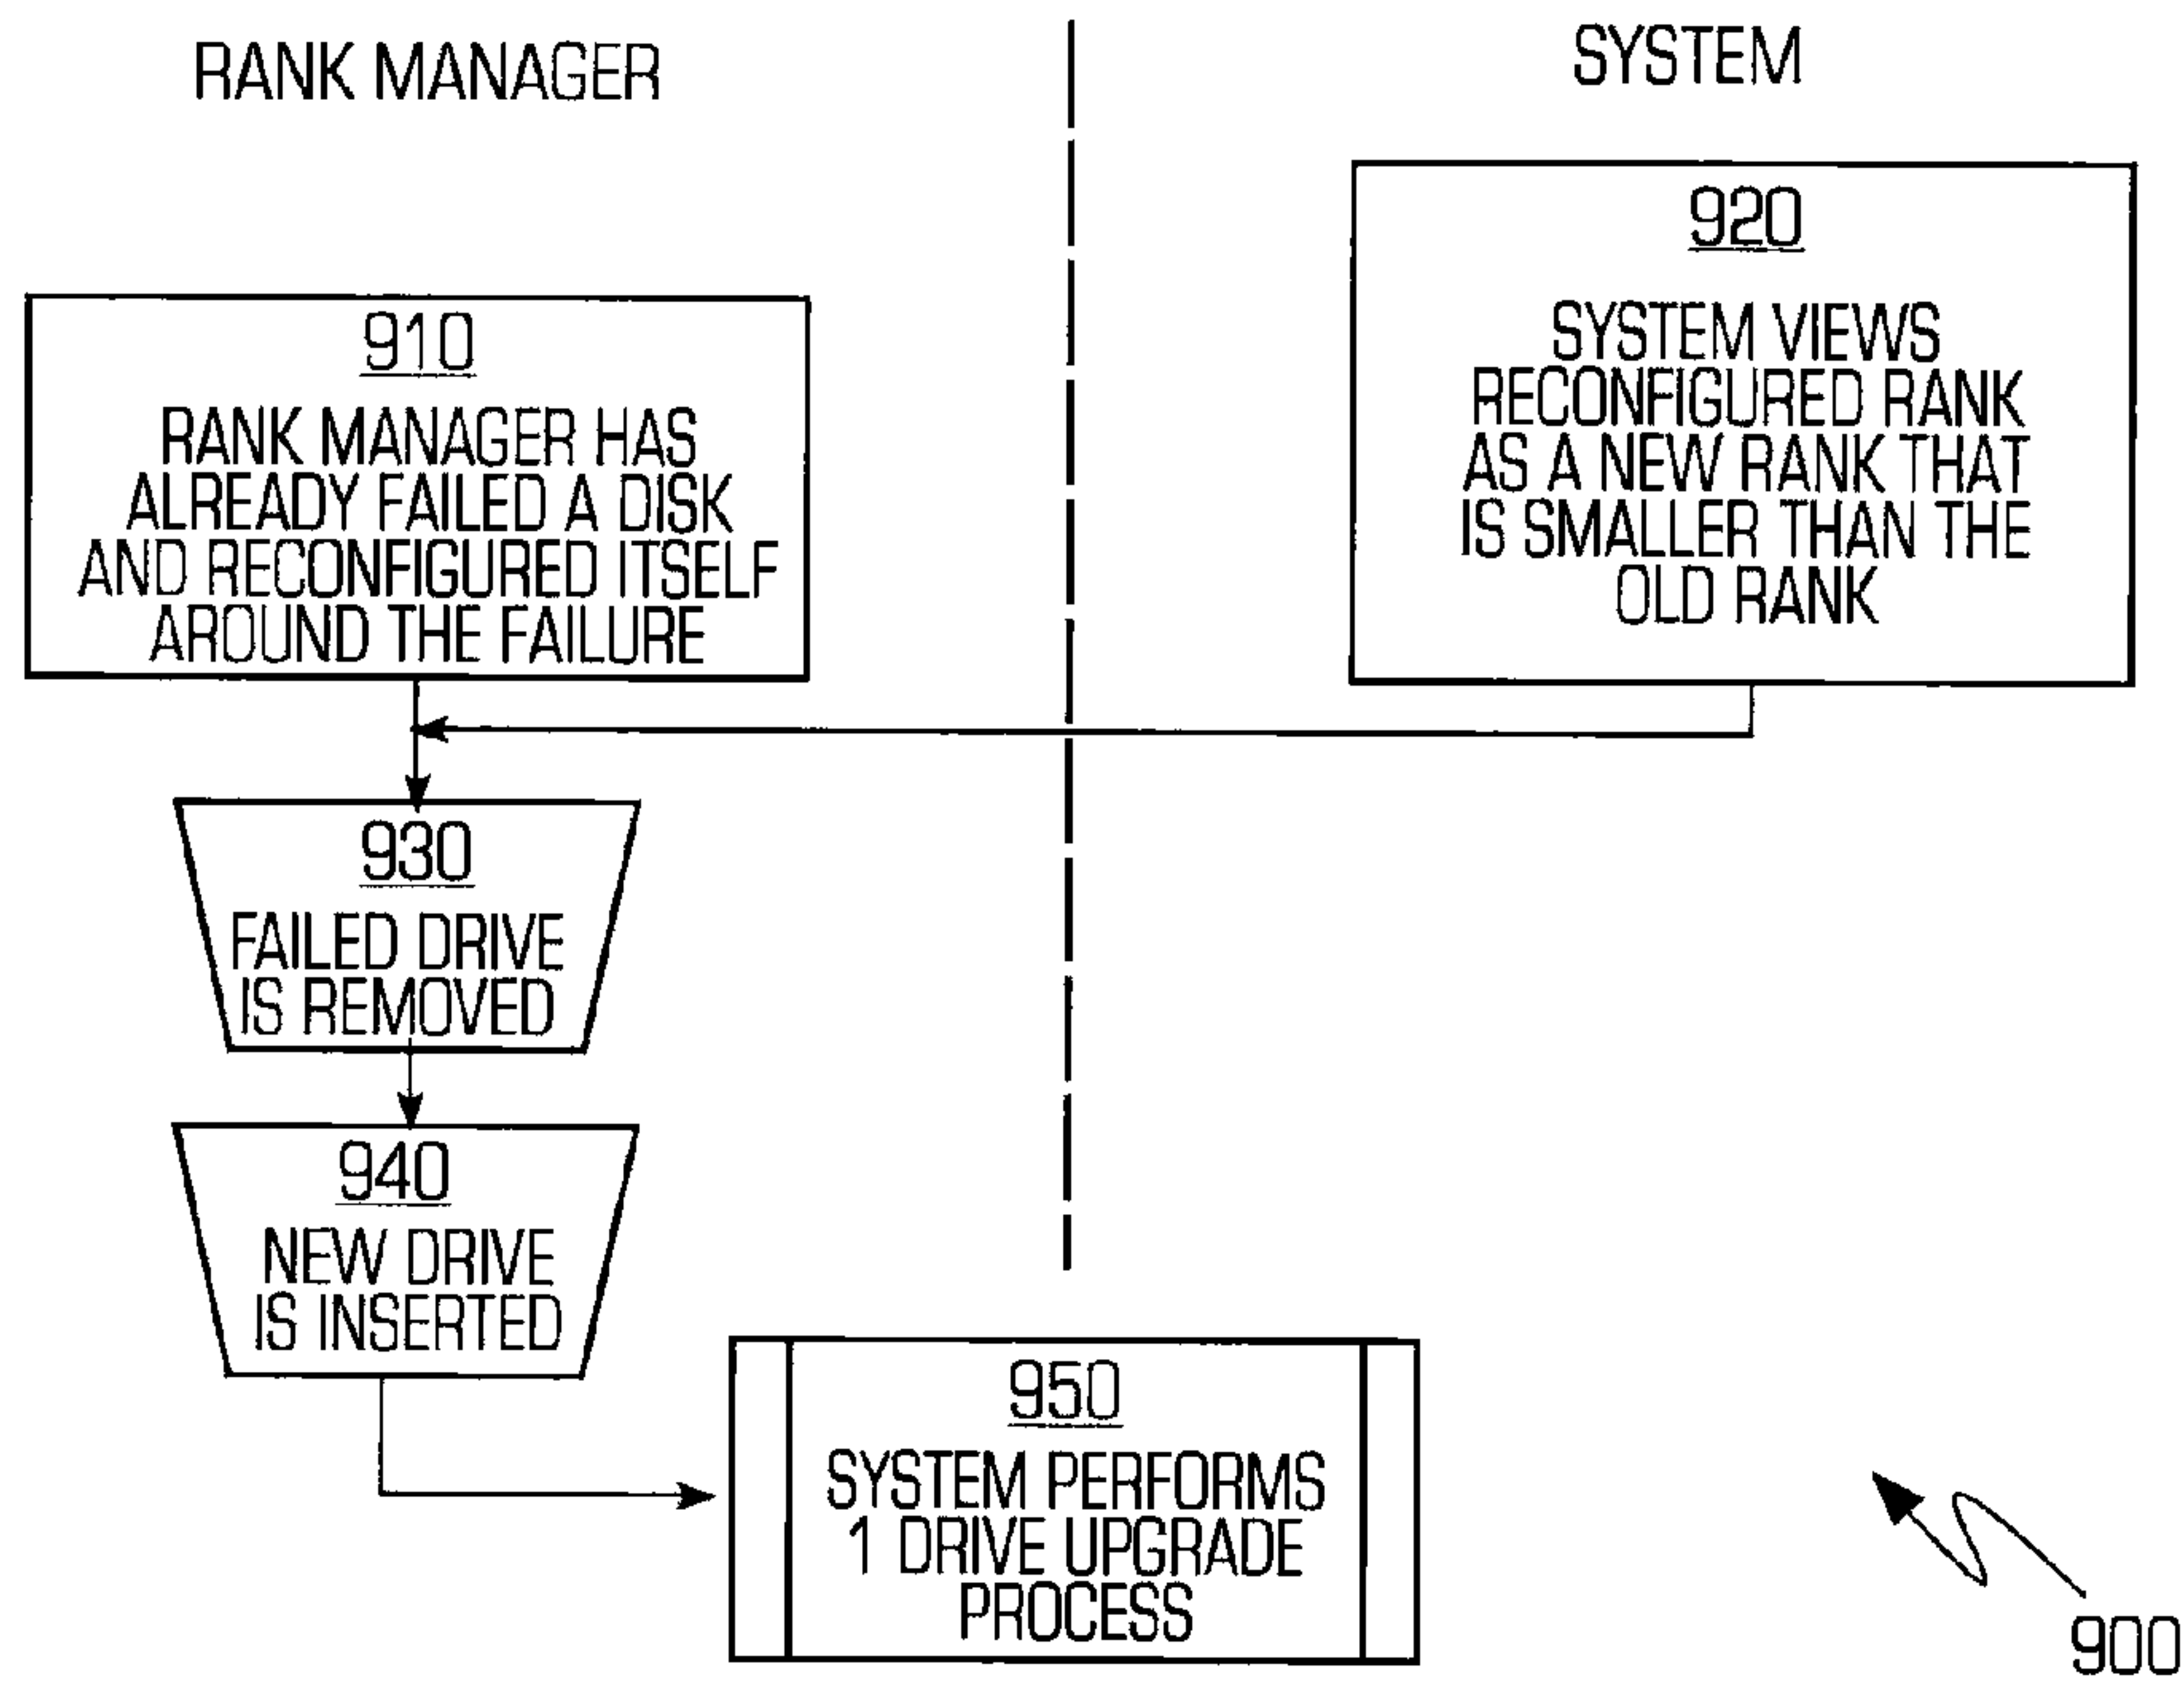 RANK MANAGER
SYSTEM
910
RANK MANAGER HAS
ALREADY FAILED A DISK
AND RECONFIGURED ITSELF
AROUND THE FAILURE
920
SYSTEM VIEWS
RECONFIGURED RANK
AS A NEW RANK THAT
IS SMALLER THAN THE
OLD RANK
930
FAILED DRIVE
IS REMOVED
940
NEW DRIVE
IS INSERTED
950
SYSTEM PERFORMS
1 DRIVE UPGRADE
PROCESS
900